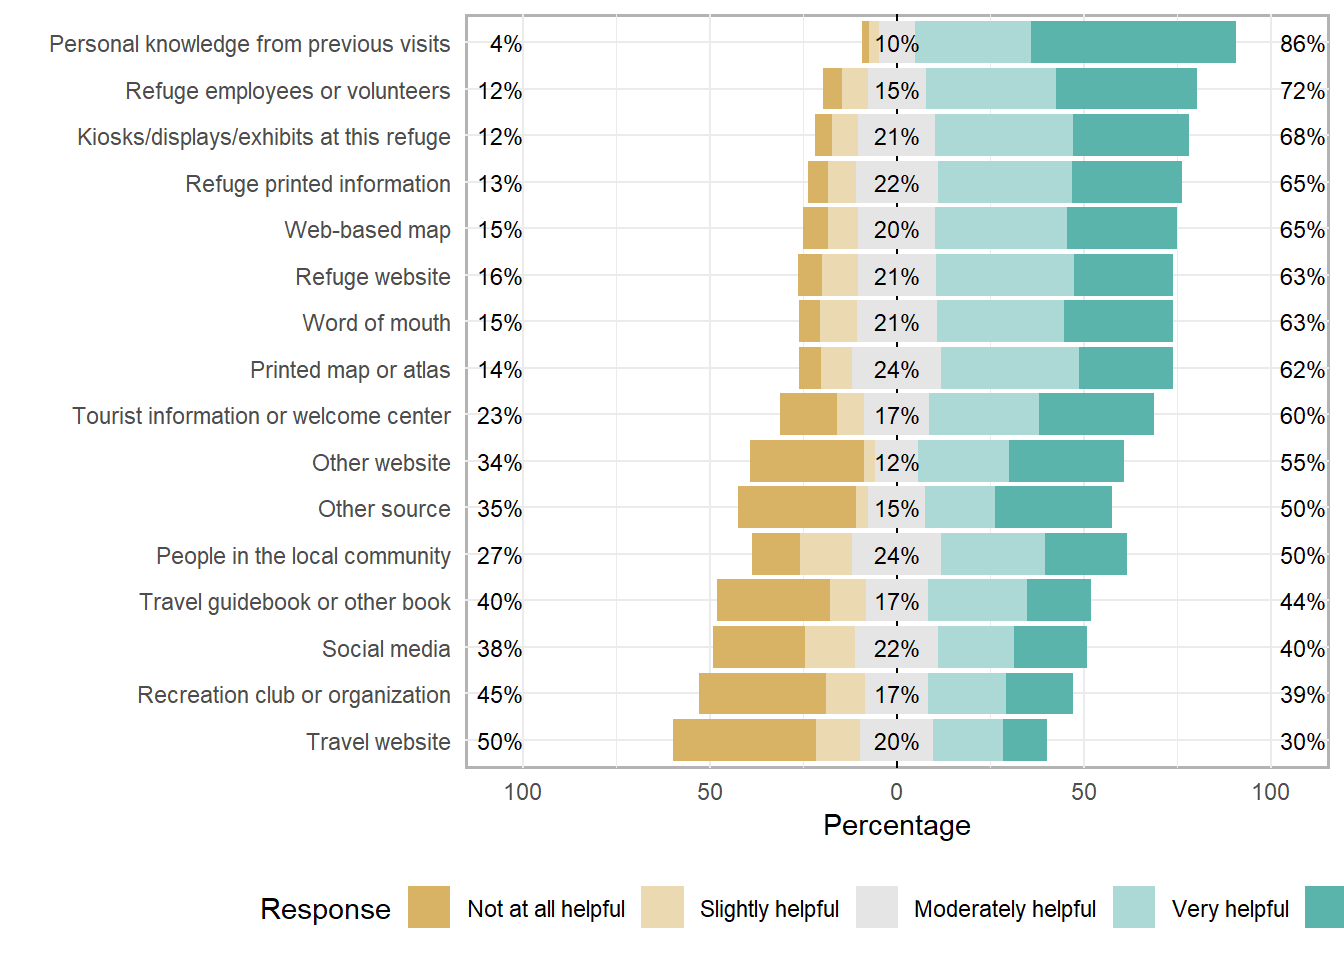 Personal knowledge from previous visits 4% 10% 86%
Refuge employees or volunteers 12% 15% 72%
Kiosks/displays/exhibits at this refuge 12% 21% 68%
Refuge printed information 13% 22% 65%
Web-based map 15% 20% 65%
Refuge website 16% 21% 63%
Word of mouth 15% 21% 63%
Printed map or atlas 14% 24% 62%
Tourist information or welcome center 23% 17% 60%
Other website 34% 12% 55%
Other source 35% 15% 50%
People in the local community 27% 24% 50%
Travel guidebook or other book 40% 17% 44%
Social media 38% 22% 40%
Recreation club or organization 45% 17% 39%
Travel website 50% 20% 30%
100 50 0 50 100
Percentage
Response Not at all helpful Slightly helpful Moderately helpful Very helpful